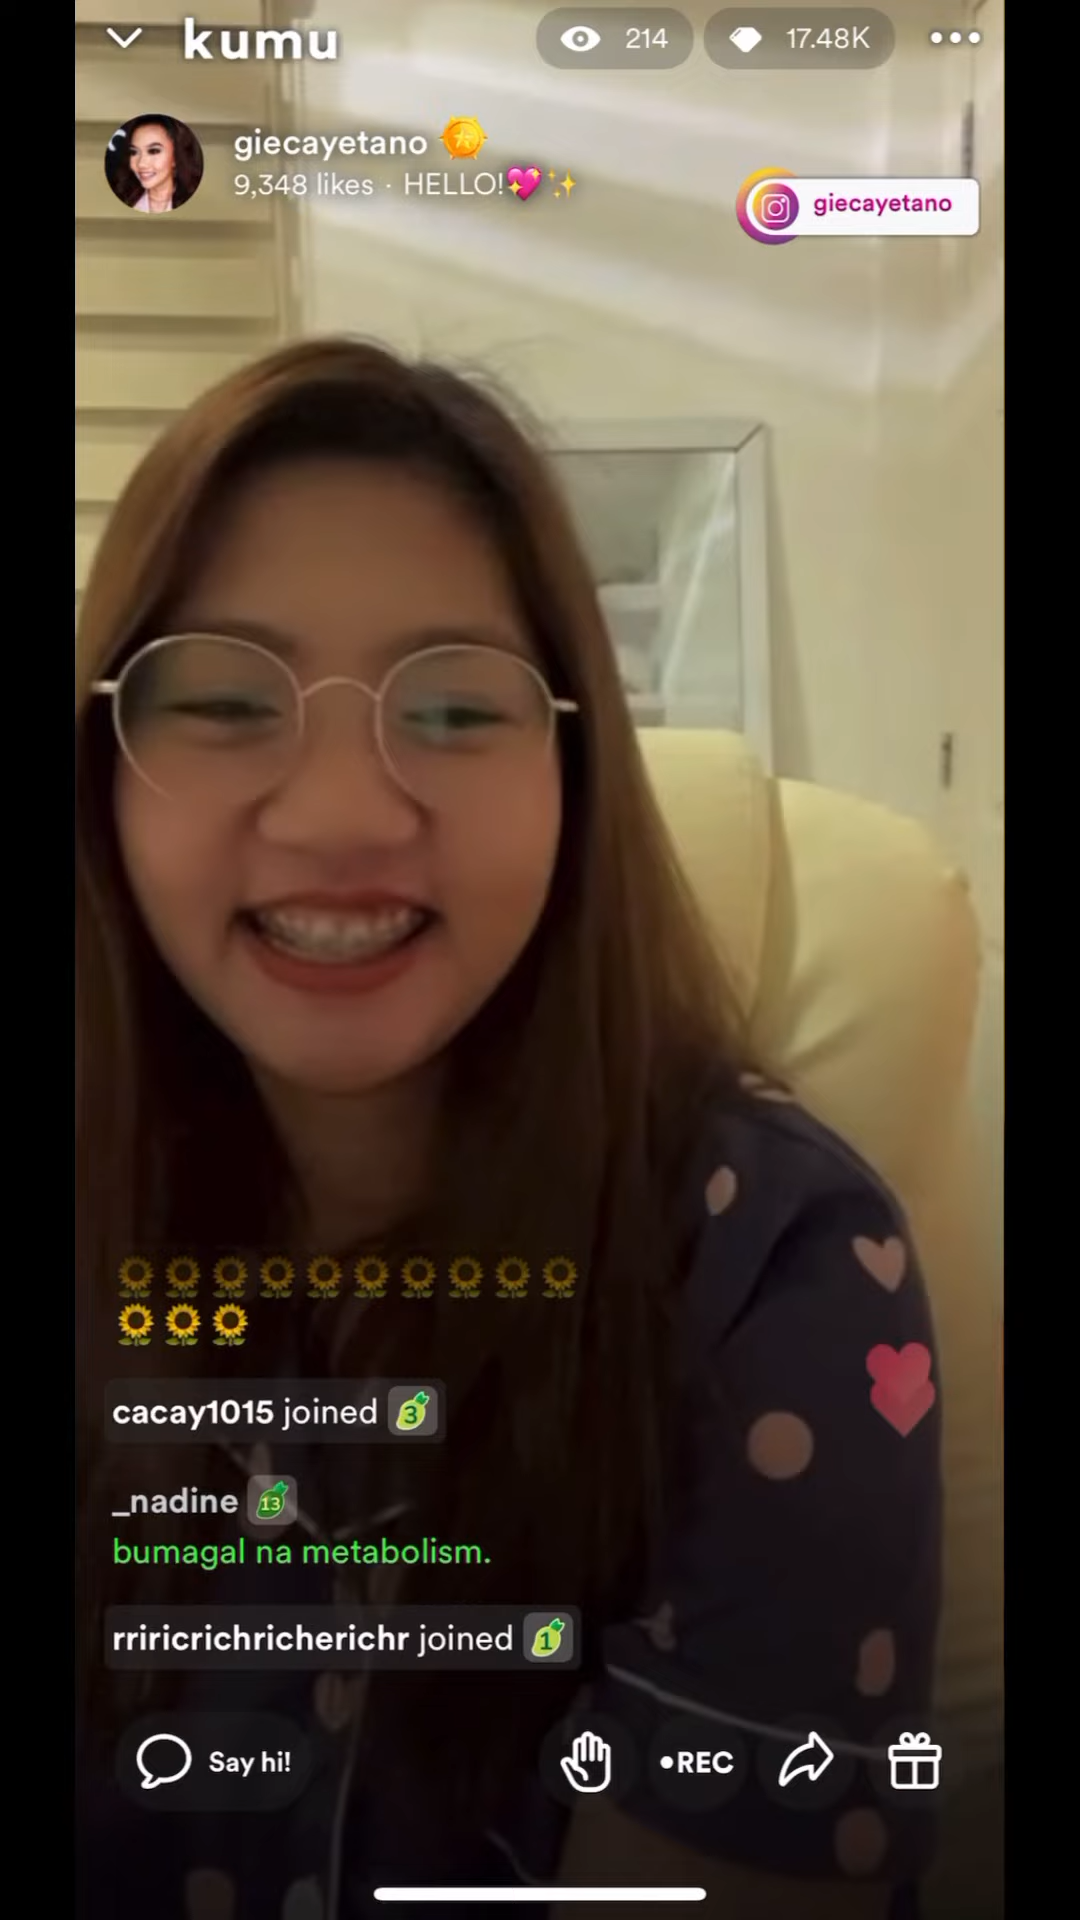 kumu
214
17.48K
giecayetano
9,348 likes · HELLO!💖✨
giecayetano
🌻🌻🌻🌻🌻🌻🌻🌻🌻🌻
🌻🌻🌻
cacay1015 joined 3
_nadine 13
bumagal na metabolism.
rriricrichricherichr joined 1
Say hi!
•REC